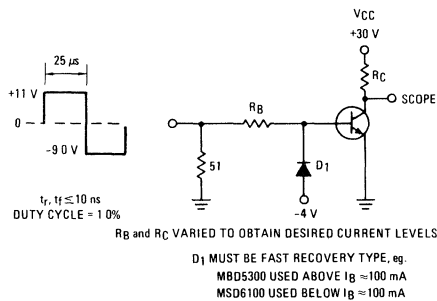 VCC
+30 V
25 μs
RC
+11 V
SCOPE
0
RB
-9 0 V
51
D1
tr, tf ≤ 10 ns
DUTY CYCLE = 1 0%
-4 V
RB and RC VARIED TO OBTAIN DESIRED CURRENT LEVELS
D1 MUST BE FAST RECOVERY TYPE, eg.
MBD5300 USED ABOVE IB ≈ 100 mA
MSD6100 USED BELOW IB ≈ 100 mA